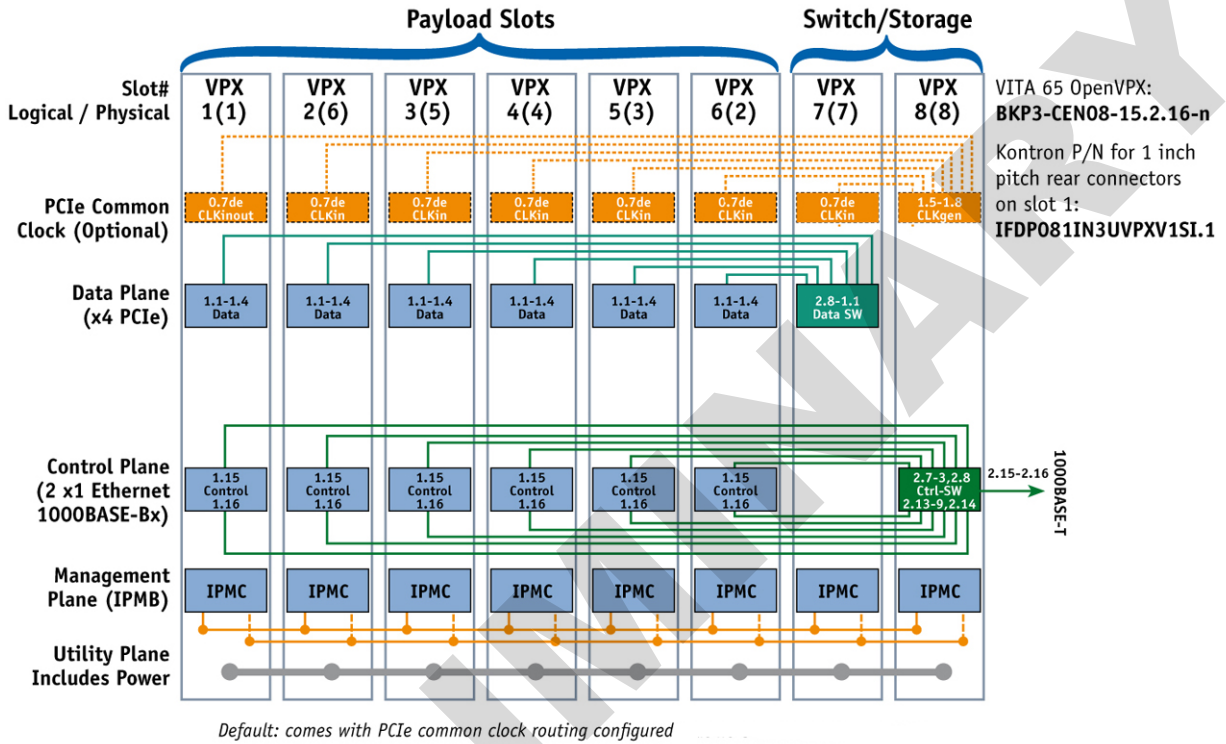 Payload Slots
Switch/Storage
Slot#
Logical / Physical
VPX
1(1)
VPX
2(6)
VPX
3(5)
VPX
4(4)
VPX
5(3)
VPX
6(2)
VPX
7(7)
VPX
8(8)
VITA 65 OpenVPX:
BKP3-CEN08-15.2.16-n
Kontron P/N for 1 inch
pitch rear connectors
on slot 1:
IFDP081IN3UVPXV1SI.1
PCIe Common
Clock (Optional)
0.7de
CLKinout
0.7de
CLKin
0.7de
CLKin
0.7de
CLKin
0.7de
CLKin
0.7de
CLKin
0.7de
CLKin
1.5-1.8
CLKgen
Data Plane
(x4 PCIe)
1.1-1.4
Data
1.1-1.4
Data
1.1-1.4
Data
1.1-1.4
Data
1.1-1.4
Data
1.1-1.4
Data
2.8-1.1
Data SW
Control Plane
(2 x1 Ethernet
1000BASE-Bx)
1.15
Control
1.16
1.15
Control
1.16
1.15
Control
1.16
1.15
Control
1.16
1.15
Control
1.16
1.15
Control
1.16
2.7-3,2.8
Ctrl-SW
2.13-9,2.14
2.15-2.16
1000BASE-T
Management
Plane (IPMB)
IPMC
IPMC
IPMC
IPMC
IPMC
IPMC
IPMC
IPMC
Utility Plane
Includes Power
Default: comes with PCIe common clock routing configured